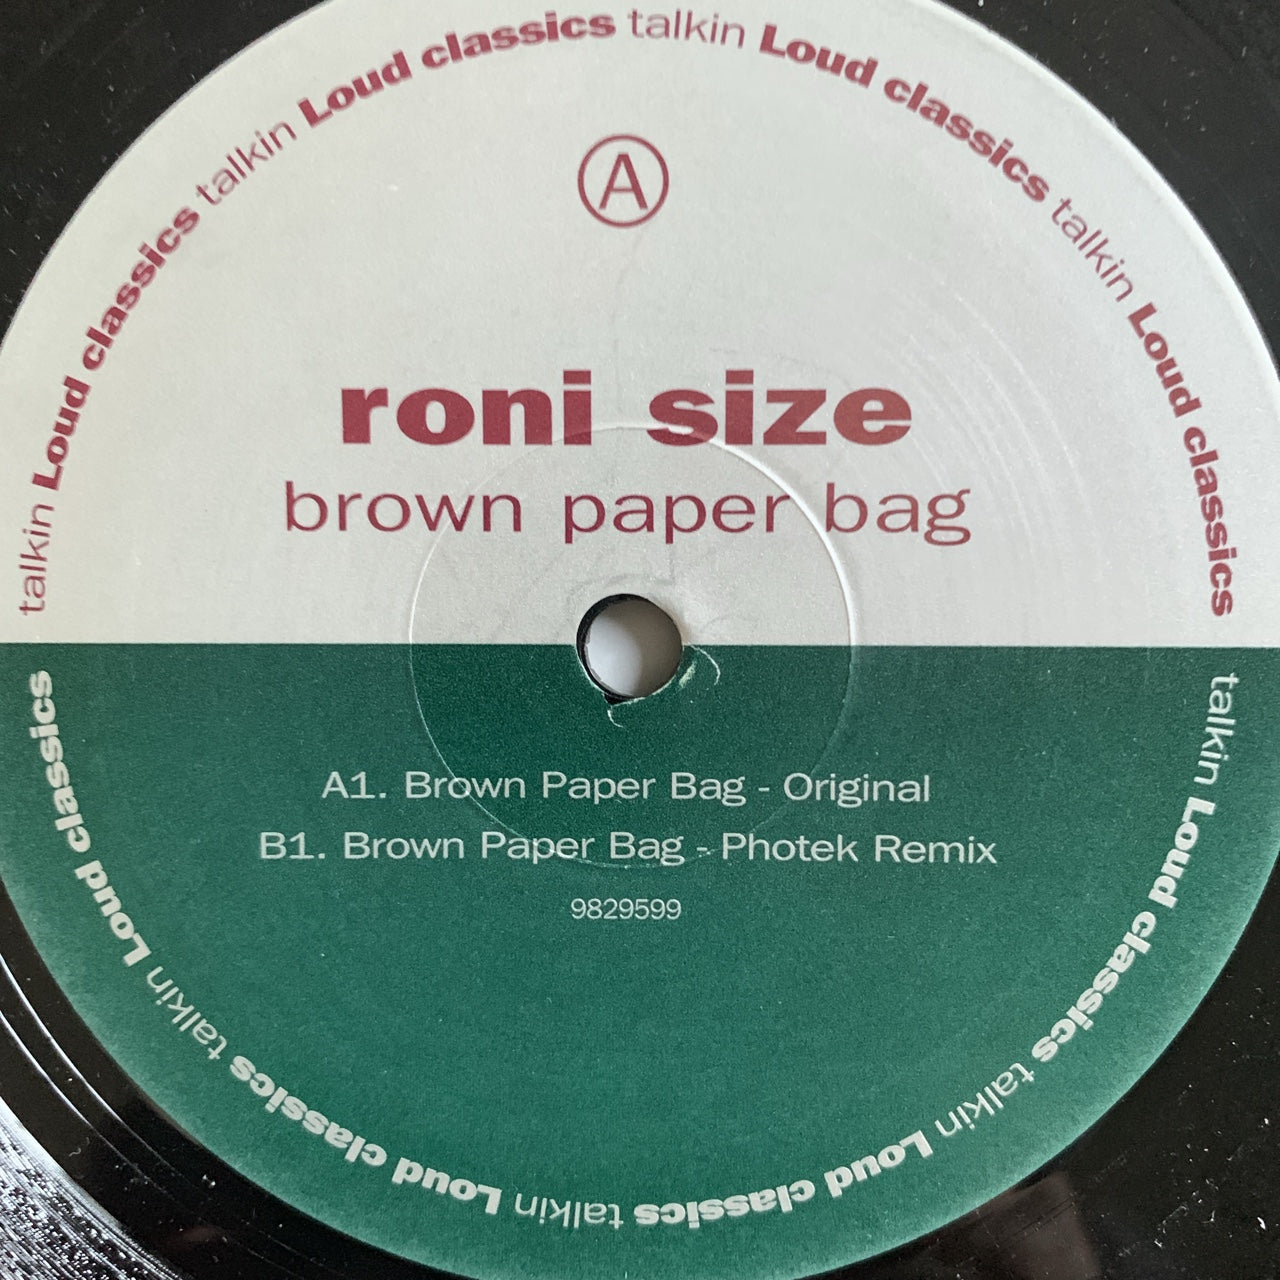 talkin Loud classics talkin Loud classics talkin Loud classics talkin Loud classics
A
roni size
brown paper bag
A1. Brown Paper Bag - Original
B1. Brown Paper Bag - Photek Remix
9829599
talkin Loud classics talkin Loud classics talkin Loud classics talkin Loud classics